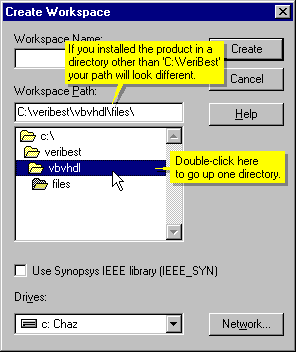 Create Workspace
Workspace Name:
If you installed the product in a
directory other than 'C:\VeriBest'
your path will look different.
Create
Cancel
Workspace Path:
C:\veribest\vbvhdl\files\
Help
c:\
veribest
vbvhdl
files
Double-click here
to go up one directory.
Use Synopsys IEEE library (IEEE_SYN)
Drives:
c: Chaz
Network...